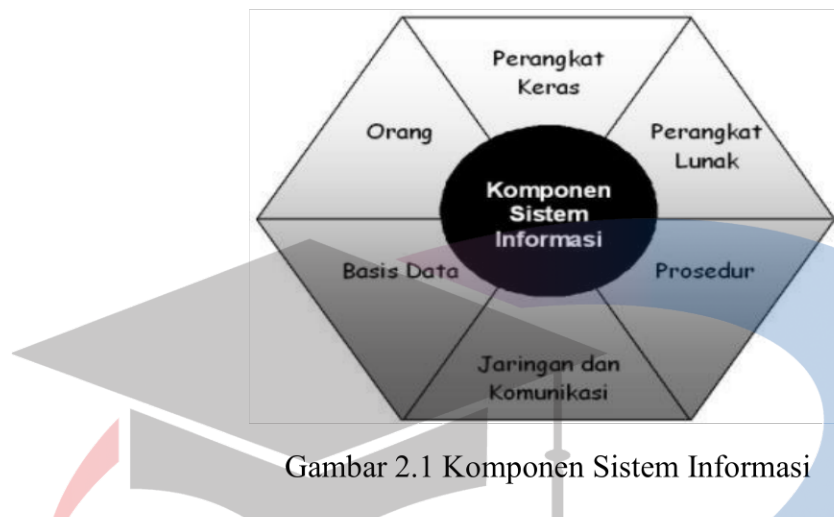 Perangkat
Keras
Orang
Perangkat
Lunak
Komponen
Sistem
Informasi
Basis Data
Prosedur
Jaringan dan
Komunikasi
Gambar 2.1 Komponen Sistem Informasi